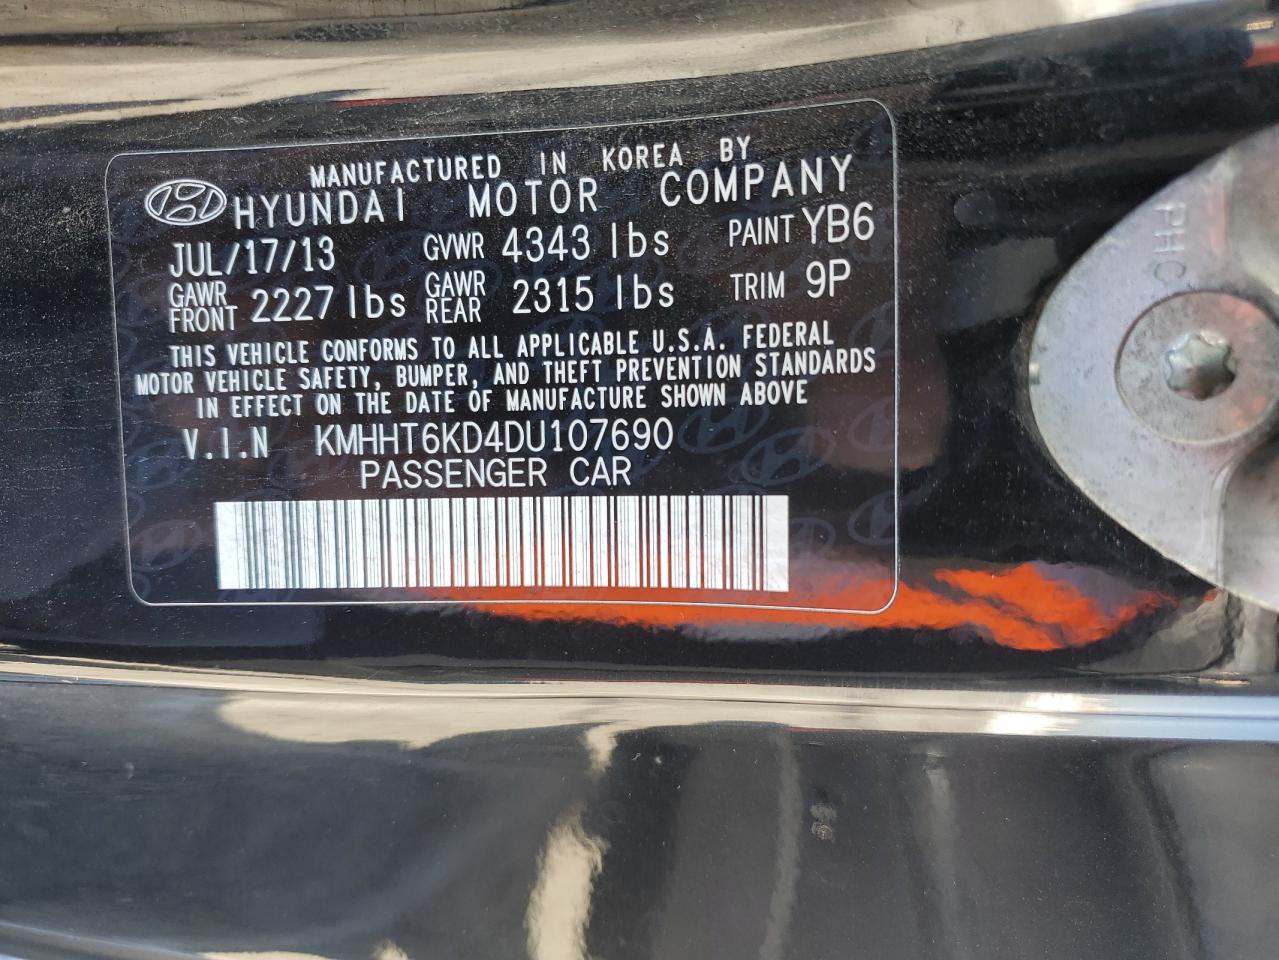 MANUFACTURED IN KOREA BY
HYUNDAI MOTOR COMPANY
JUL/17/13 GVWR 4343 lbs PAINT YB6
GAWR FRONT 2227 lbs GAWR REAR 2315 lbs TRIM 9P
THIS VEHICLE CONFORMS TO ALL APPLICABLE U.S.A. FEDERAL
MOTOR VEHICLE SAFETY, BUMPER, AND THEFT PREVENTION STANDARDS
IN EFFECT ON THE DATE OF MANUFACTURE SHOWN ABOVE
V.I.N KMHHT6KD4DU107690
PASSENGER CAR
PHC